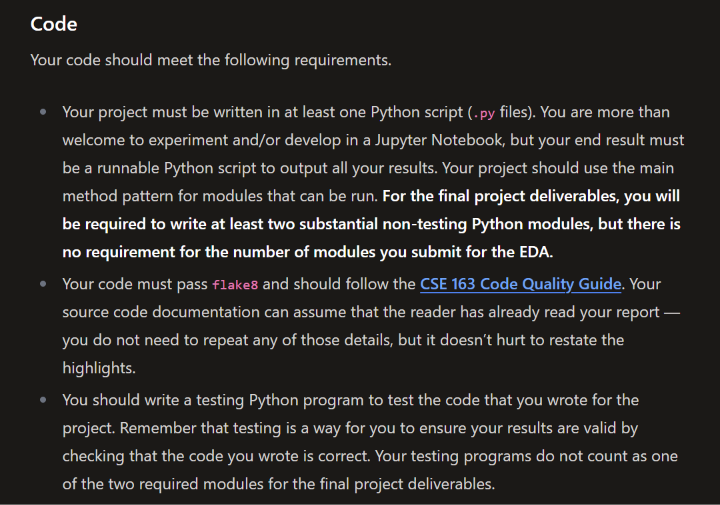 Code
Your code should meet the following requirements.
Your project must be written in at least one Python script (.py files). You are more than
welcome to experiment and/or develop in a Jupyter Notebook, but your end result must
be a runnable Python script to output all your results. Your project should use the main
method pattern for modules that can be run. For the final project deliverables, you will
be required to write at least two substantial non-testing Python modules, but there is
no requirement for the number of modules you submit for the EDA.
Your code must pass flake8 and should follow the CSE 163 Code Quality Guide. Your
source code documentation can assume that the reader has already read your report —
you do not need to repeat any of those details, but it doesn’t hurt to restate the
highlights.
You should write a testing Python program to test the code that you wrote for the
project. Remember that testing is a way for you to ensure your results are valid by
checking that the code you wrote is correct. Your testing programs do not count as one
of the two required modules for the final project deliverables.